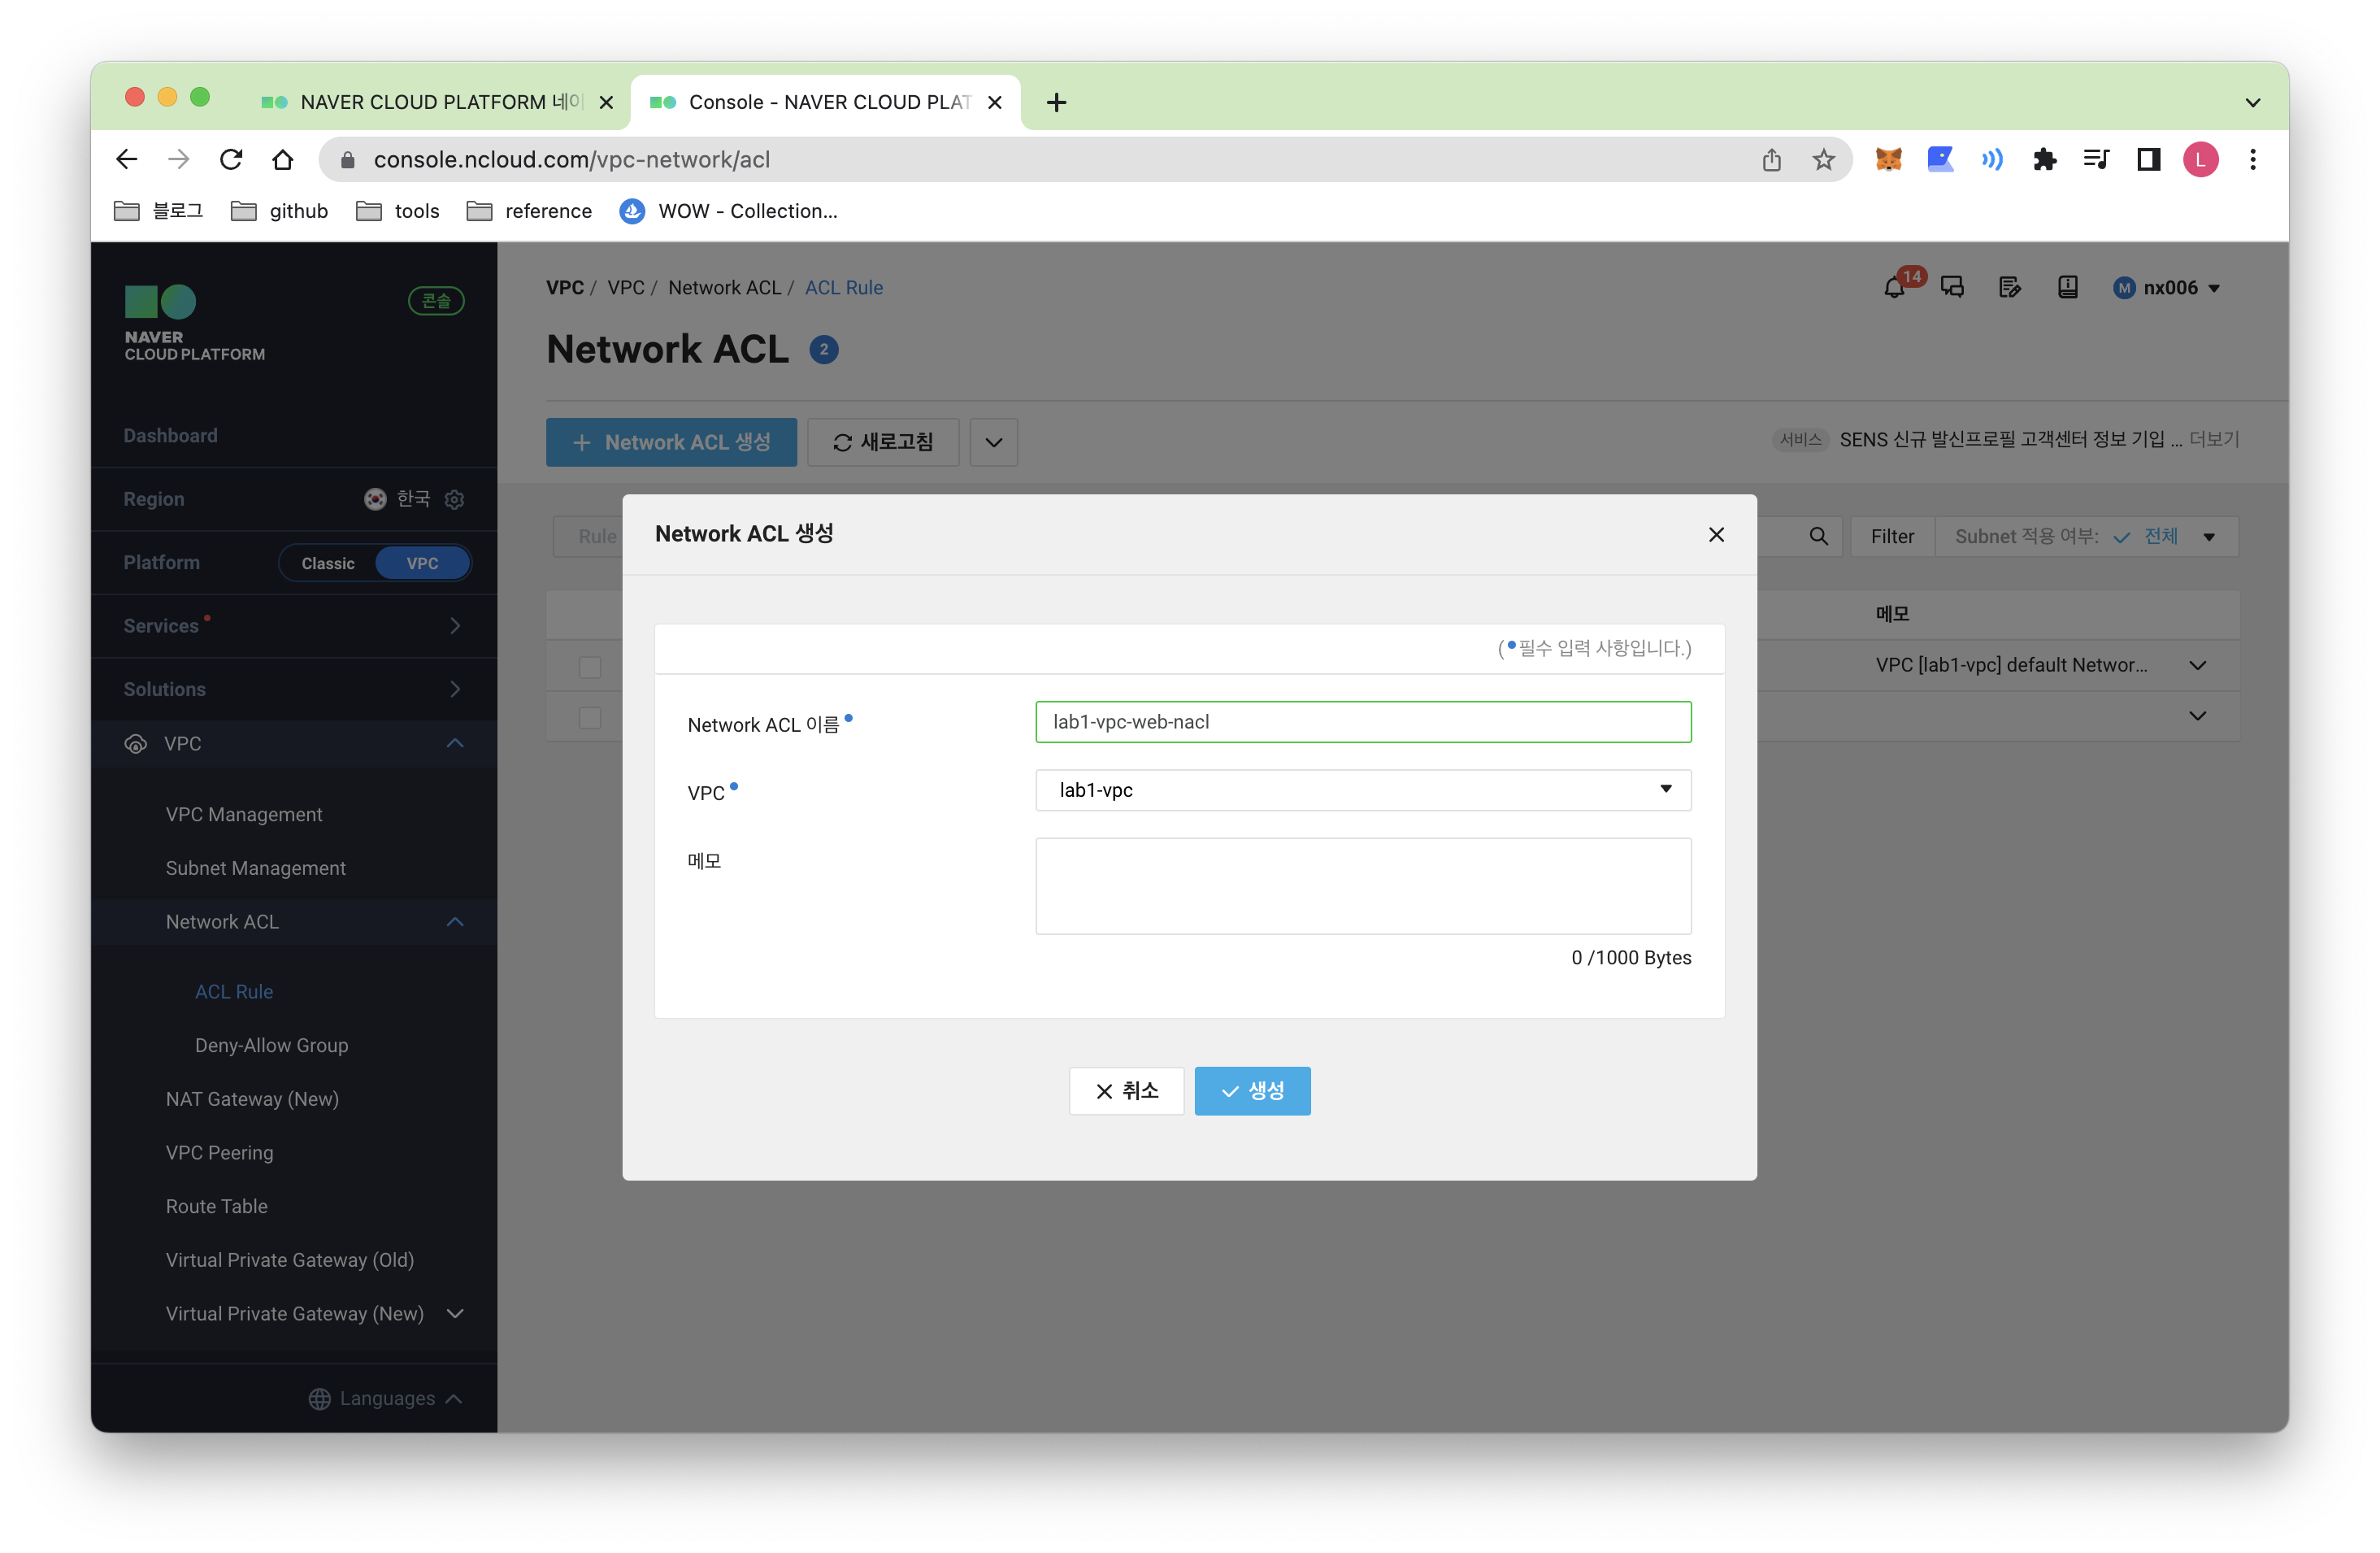 NAVER CLOUD PLATFORM 네이
Console - NAVER CLOUD PLAT
console.ncloud.com/vpc-network/acl
L
블로그
github
tools
reference
WOW - Collection...
NAVER
CLOUD PLATFORM
콘솔
Dashboard
Region
한국
Platform
Classic
VPC
Services
Solutions
VPC
VPC Management
Subnet Management
Network ACL
ACL Rule
Deny-Allow Group
NAT Gateway (New)
VPC Peering
Route Table
Virtual Private Gateway (Old)
Virtual Private Gateway (New)
Languages
VPC / VPC / Network ACL / ACL Rule
14
M nx006
Network ACL 2
Network ACL 생성
새로고침
서비스 SENS 신규 발신프로필 고객센터 정보 기입 ... 더보기
Rule
Filter
Subnet 적용 여부: 전체
메모
VPC [lab1-vpc] default Networ...
Network ACL 생성
( 필수 입력 사항입니다.)
Network ACL 이름
lab1-vpc-web-nacl
VPC
lab1-vpc
메모
0 /1000 Bytes
취소
생성